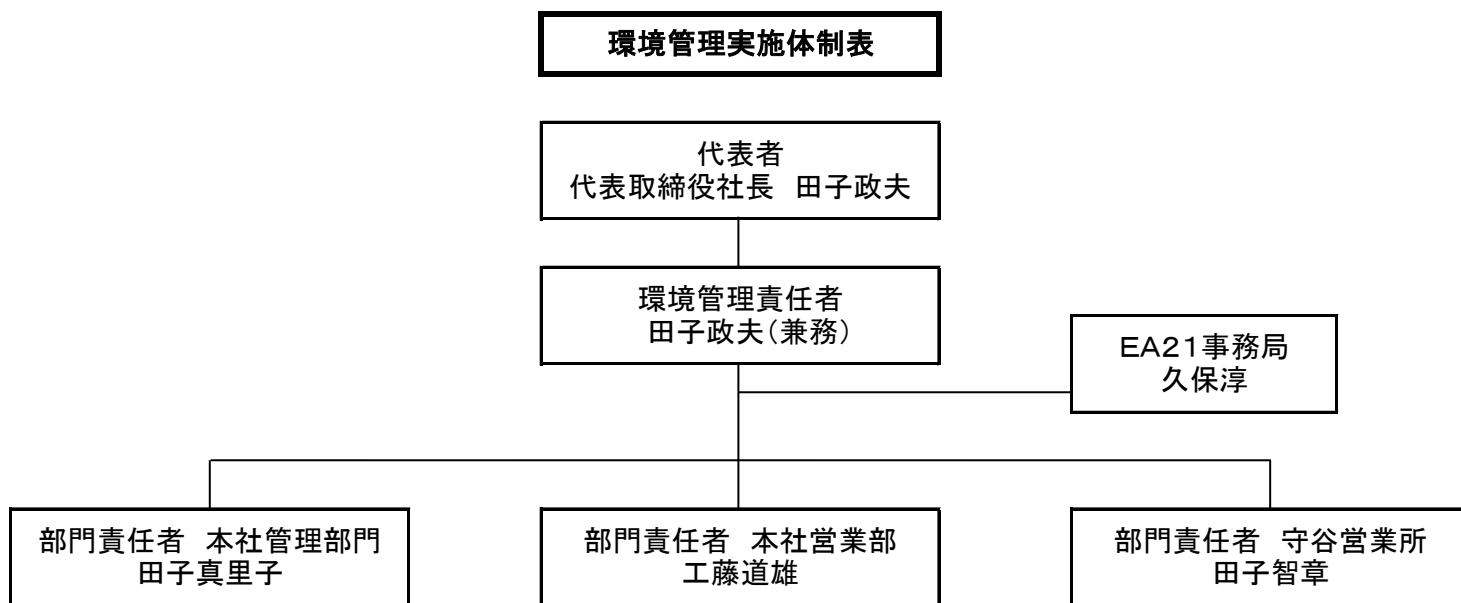 環境管理実施体制表
代表者
代表取締役社長　田子政夫
環境管理責任者
田子政夫(兼務)
EA21事務局
久保淳
部門責任者　本社管理部門
田子真里子
部門責任者　本社営業部
工藤道雄
部門責任者　守谷営業所
田子智章